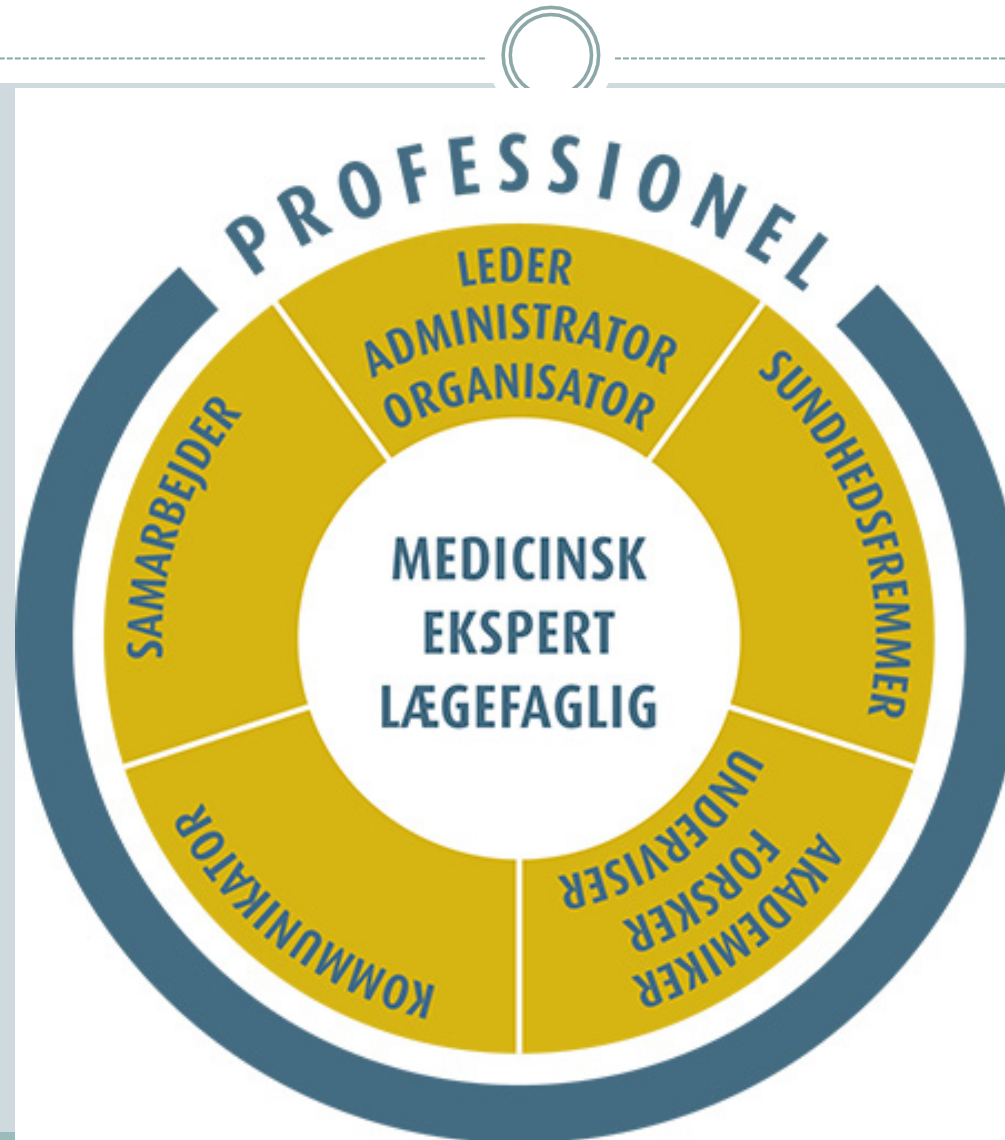 PROFESSIONEL
LEDER
ADMINISTRATOR
ORGANISATOR
SUNDHEDSFREMMER
AKADEMIKER
FORSKER
UNDERVISER
KOMMUNIKATOR
SAMARBEJDER
MEDICINSK
EKSPERT
LÆGEFAGLIG